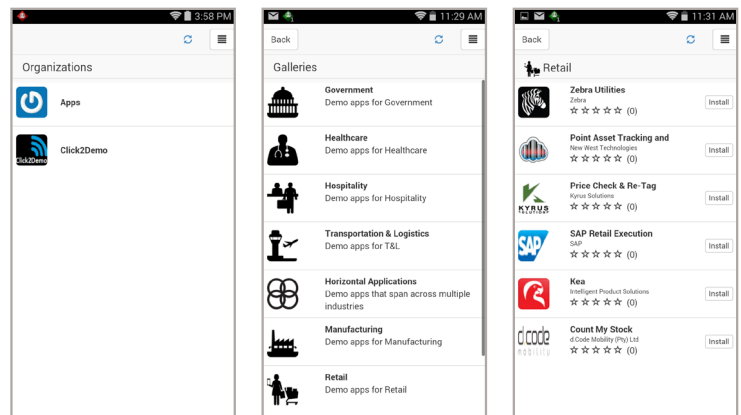 3:58 PM
Organizations
Apps
Click2Demo
Click2Demo
11:29 AM
Back
Galleries
Government
Demo apps for Government
Healthcare
Demo apps for Healthcare
Hospitality
Demo apps for Hospitality
Transportation & Logistics
Demo apps for T&L
Horizontal Applications
Demo apps that span across multiple
industries
Manufacturing
Demo apps for Manufacturing
Retail
Demo apps for Retail
11:31 AM
Back
Retail
Zebra Utilities
Zebra
(0)
Install
Point Asset Tracking and
New West Technologies
(0)
Install
KYRUS
SOLUTIONS
Price Check & Re-Tag
Kyrus Solutions
(0)
Install
SAP
SAP Retail Execution
SAP
(0)
Install
Kea
Intelligent Product Solutions
(0)
Install
dcode
mobility
Count My Stock
d Code Mobility (Pty) Ltd
(0)
Install